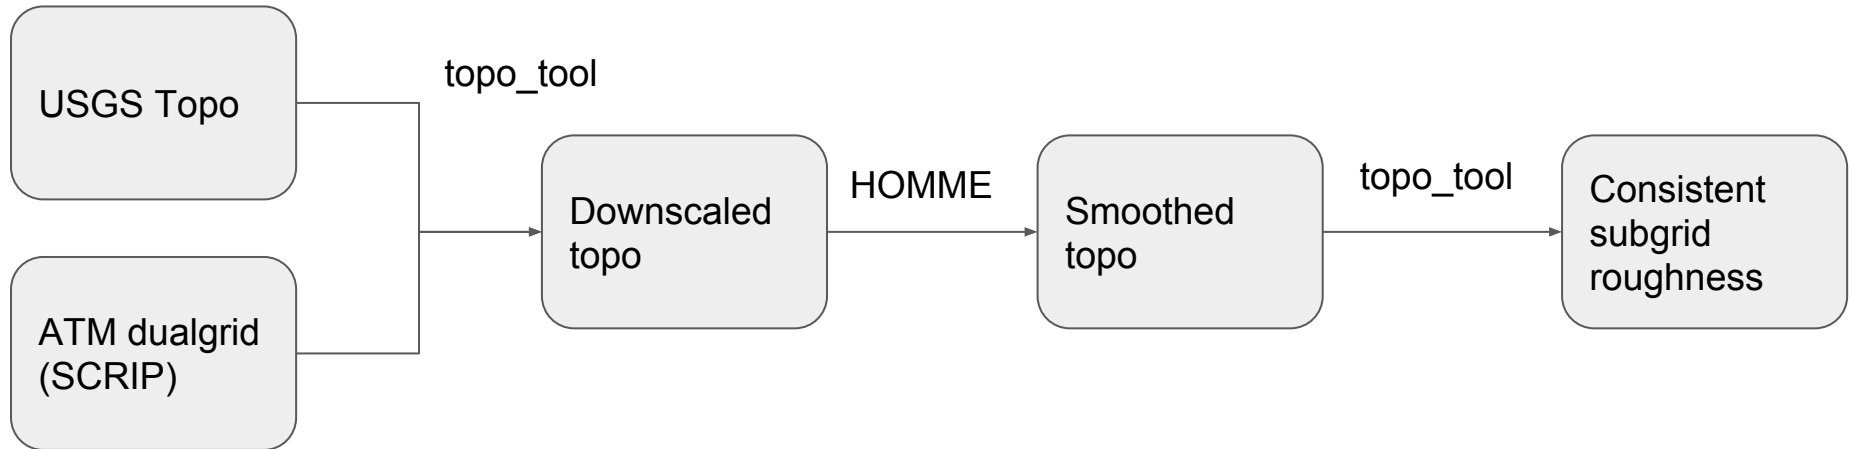 USGS Topo
ATM dualgrid
(SCRIP)
topo_tool
Downscaled
topo
HOMME
Smoothed
topo
topo_tool
Consistent
subgrid
roughness